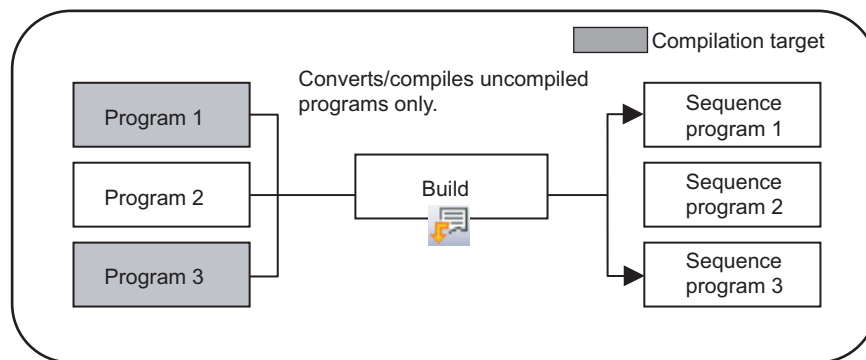 Compilation target
Converts/compiles uncompiled
programs only.
Program 1
Program 2
Program 3
Build
Sequence
program 1
Sequence
program 2
Sequence
program 3